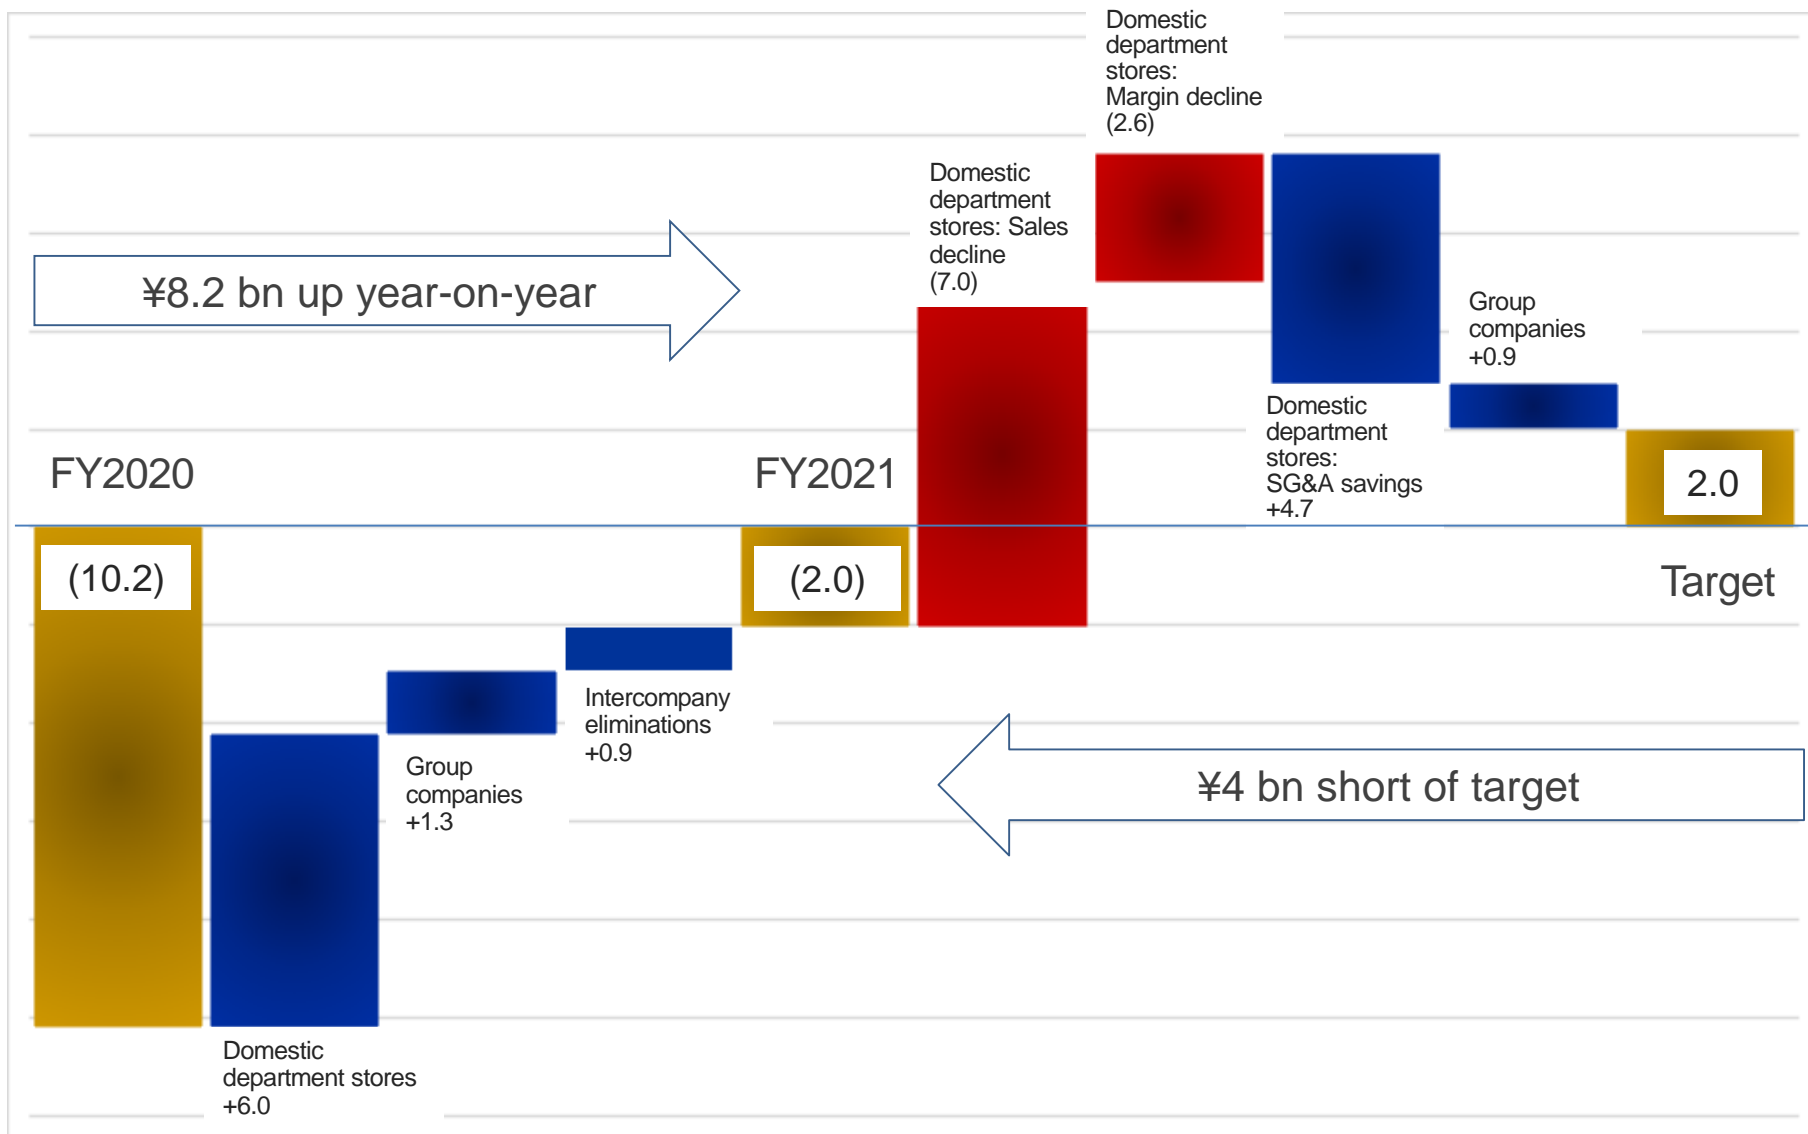 Domestic
department
stores:
Margin decline
(2.6)
Domestic
department
stores: Sales
decline
(7.0)
¥8.2 bn up year-on-year
Group
companies
+0.9
Domestic
department
stores:
SG&A savings
+4.7
FY2020
FY2021
2.0
(10.2)
(2.0)
Target
Intercompany
eliminations
+0.9
Group
companies
+1.3
¥4 bn short of target
Domestic
department stores
+6.0